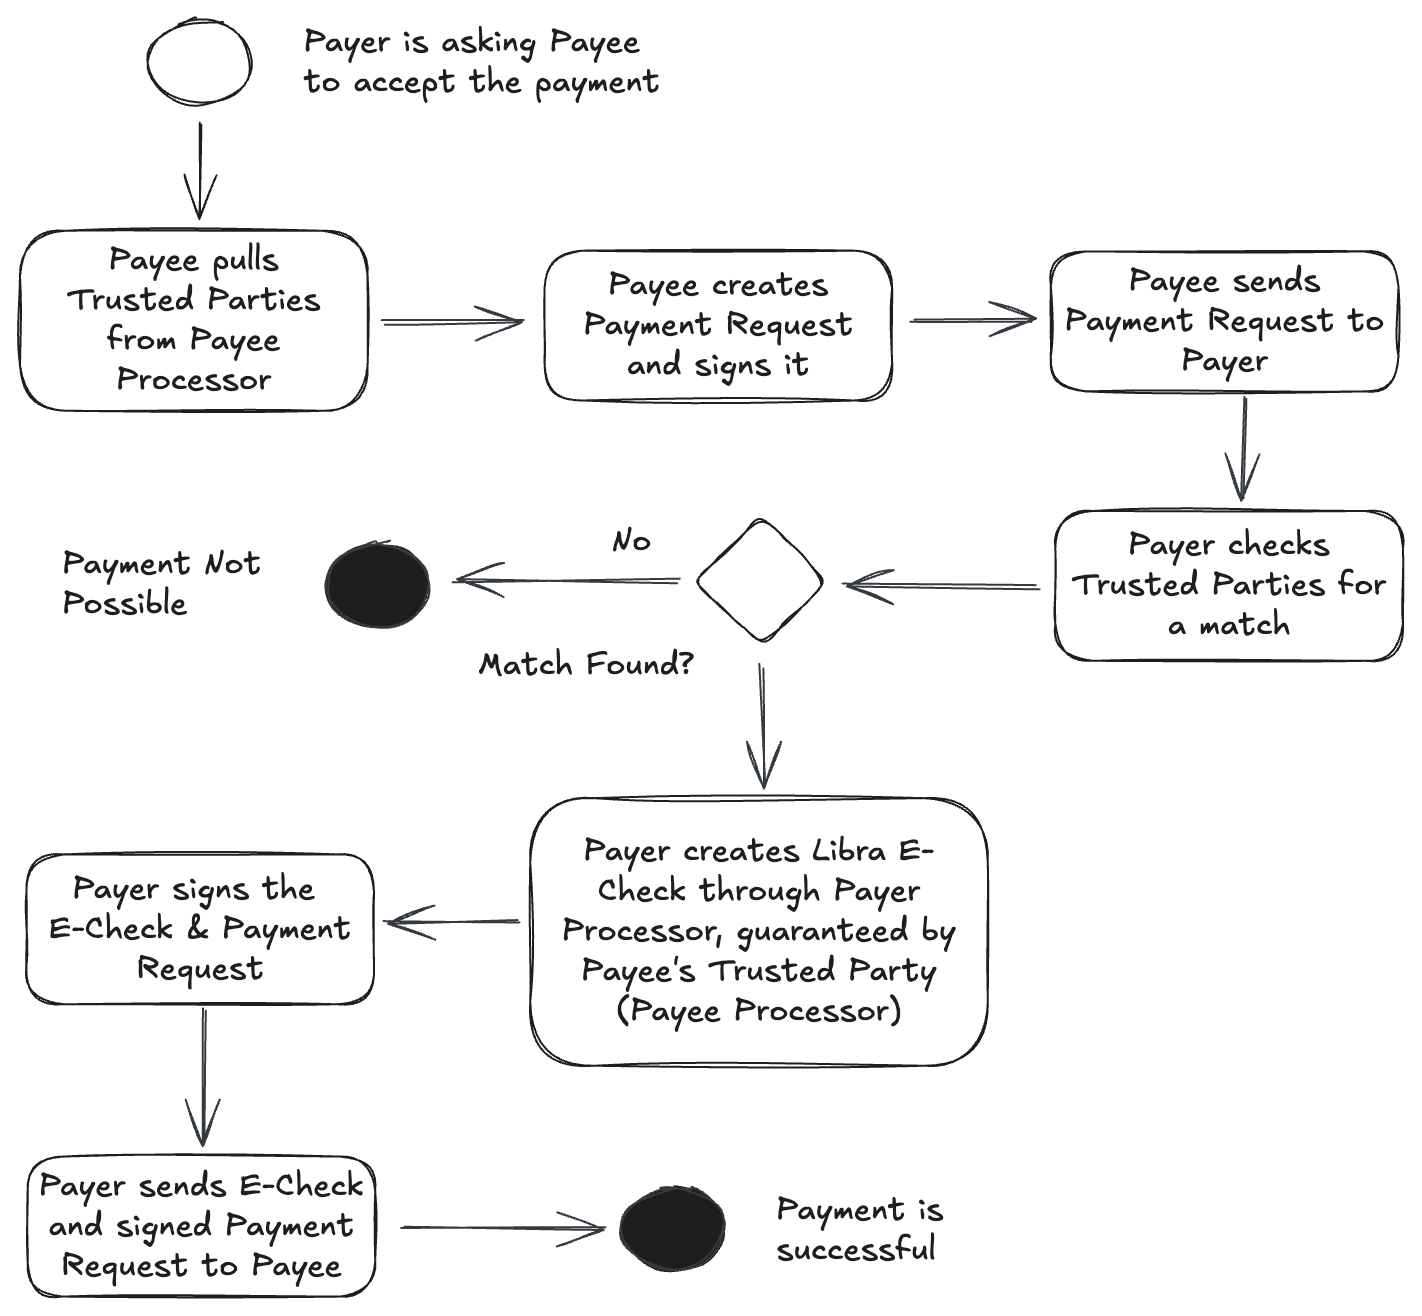 Payer is asking Payee
to accept the payment
Payee pulls
Trusted Parties
from Payee
Processor
Payee creates
Payment Request
and signs it
Payee sends
Payment Request to
Payer
Payer checks
Trusted Parties for
a match
No
Match Found?
Payment Not
Possible
Payer creates Libra E-
Check through Payer
Processor, guaranteed by
Payee's Trusted Party
(Payee Processor)
Payer signs the
E-Check & Payment
Request
Payer sends E-Check
and signed Payment
Request to Payee
Payment is
successful